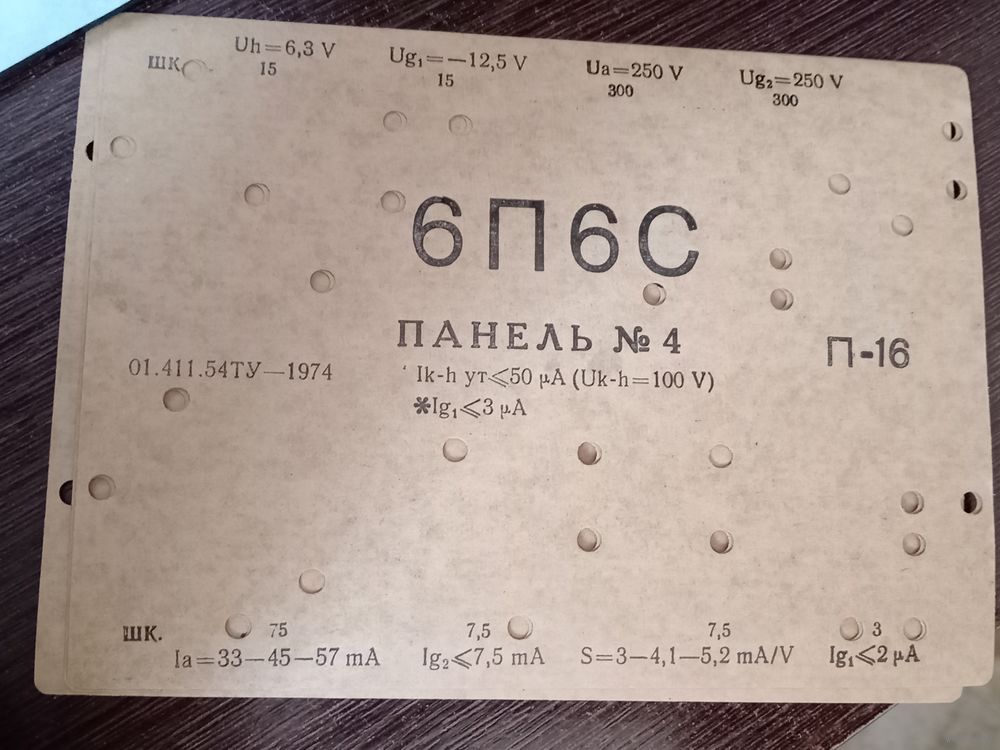 ШК. Uh=6,3 V Ug₁=−12,5 V Ua=250 V Ug₂=250 V
15 15 300 300
6П6С
ПАНЕЛЬ № 4
П-16
01.411.54ТУ—1974
Ik-h ут⩽50 μA (Uk-h=100 V)
*Ig₁⩽3 μA
ШК. 75 7,5 7,5 3
Ia=33—45—57 mA Ig₂⩽7,5 mA S=3—4,1—5,2 mA/V Ig₁⩽2 μA